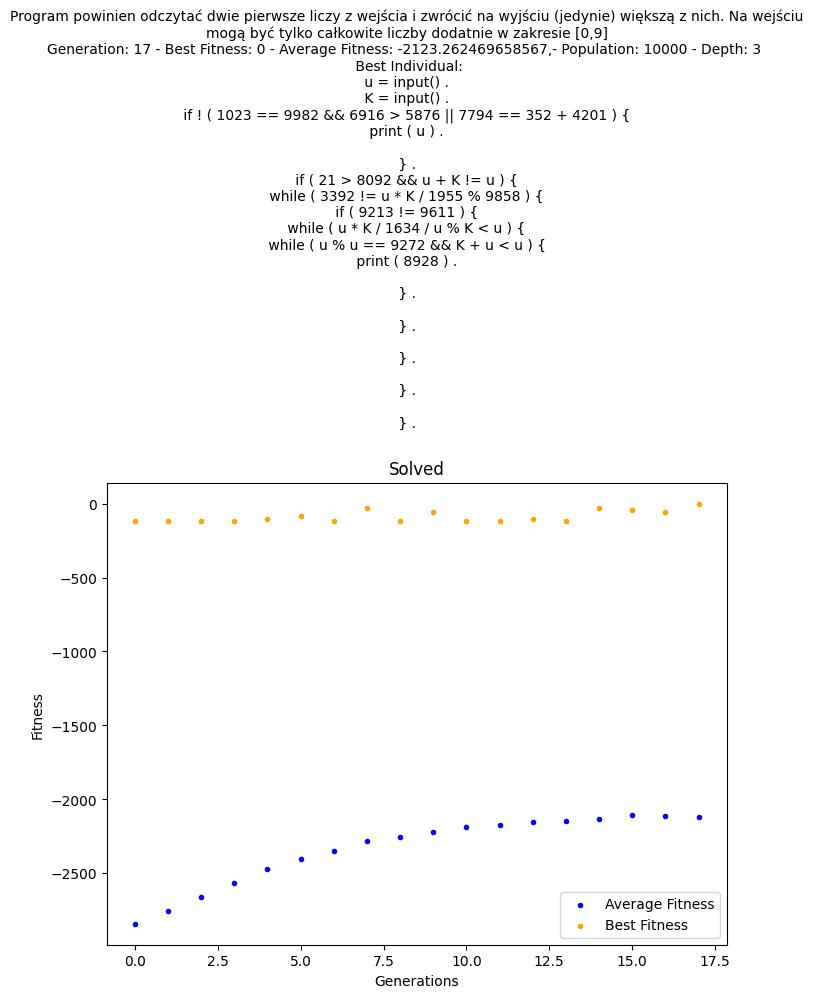 Program powinien odczytać dwie pierwsze liczy z wejścia i zwrócić na wyjściu (jedynie) większą z nich. Na wejściu
mogą być tylko całkowite liczby dodatnie w zakresie [0,9]
Generation: 17 - Best Fitness: 0 - Average Fitness: -2123.262469658567,- Population: 10000 - Depth: 3
Best Individual:
u = input() .
K = input() .
if ! ( 1023 == 9982 && 6916 > 5876 || 7794 == 352 + 4201 ) {
print ( u ) .
} .
if ( 21 > 8092 && u + K != u ) {
while ( 3392 != u * K / 1955 % 9858 ) {
if ( 9213 != 9611 ) {
while ( u * K / 1634 / u % K < u ) {
while ( u % u == 9272 && K + u < u ) {
print ( 8928 ) .
} .
} .
} .
} .
} .
Solved
0
−500
−1000
−1500
−2000
−2500
Fitness
Average Fitness
Best Fitness
0.0 2.5 5.0 7.5 10.0 12.5 15.0 17.5
Generations